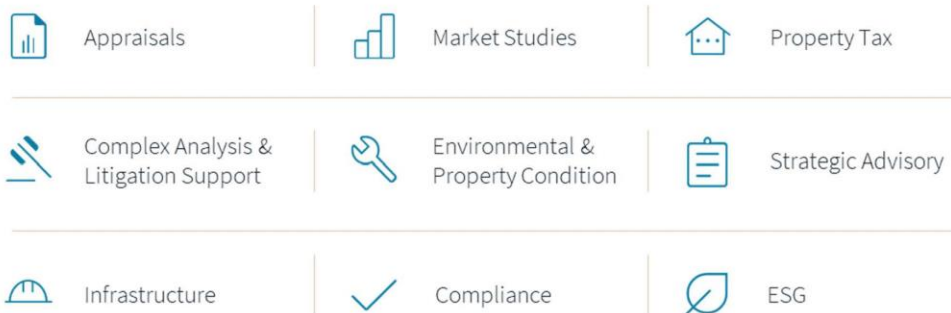 Appraisals
Market Studies
Property Tax
Complex Analysis &
Litigation Support
Environmental &
Property Condition
Strategic Advisory
Infrastructure
Compliance
ESG